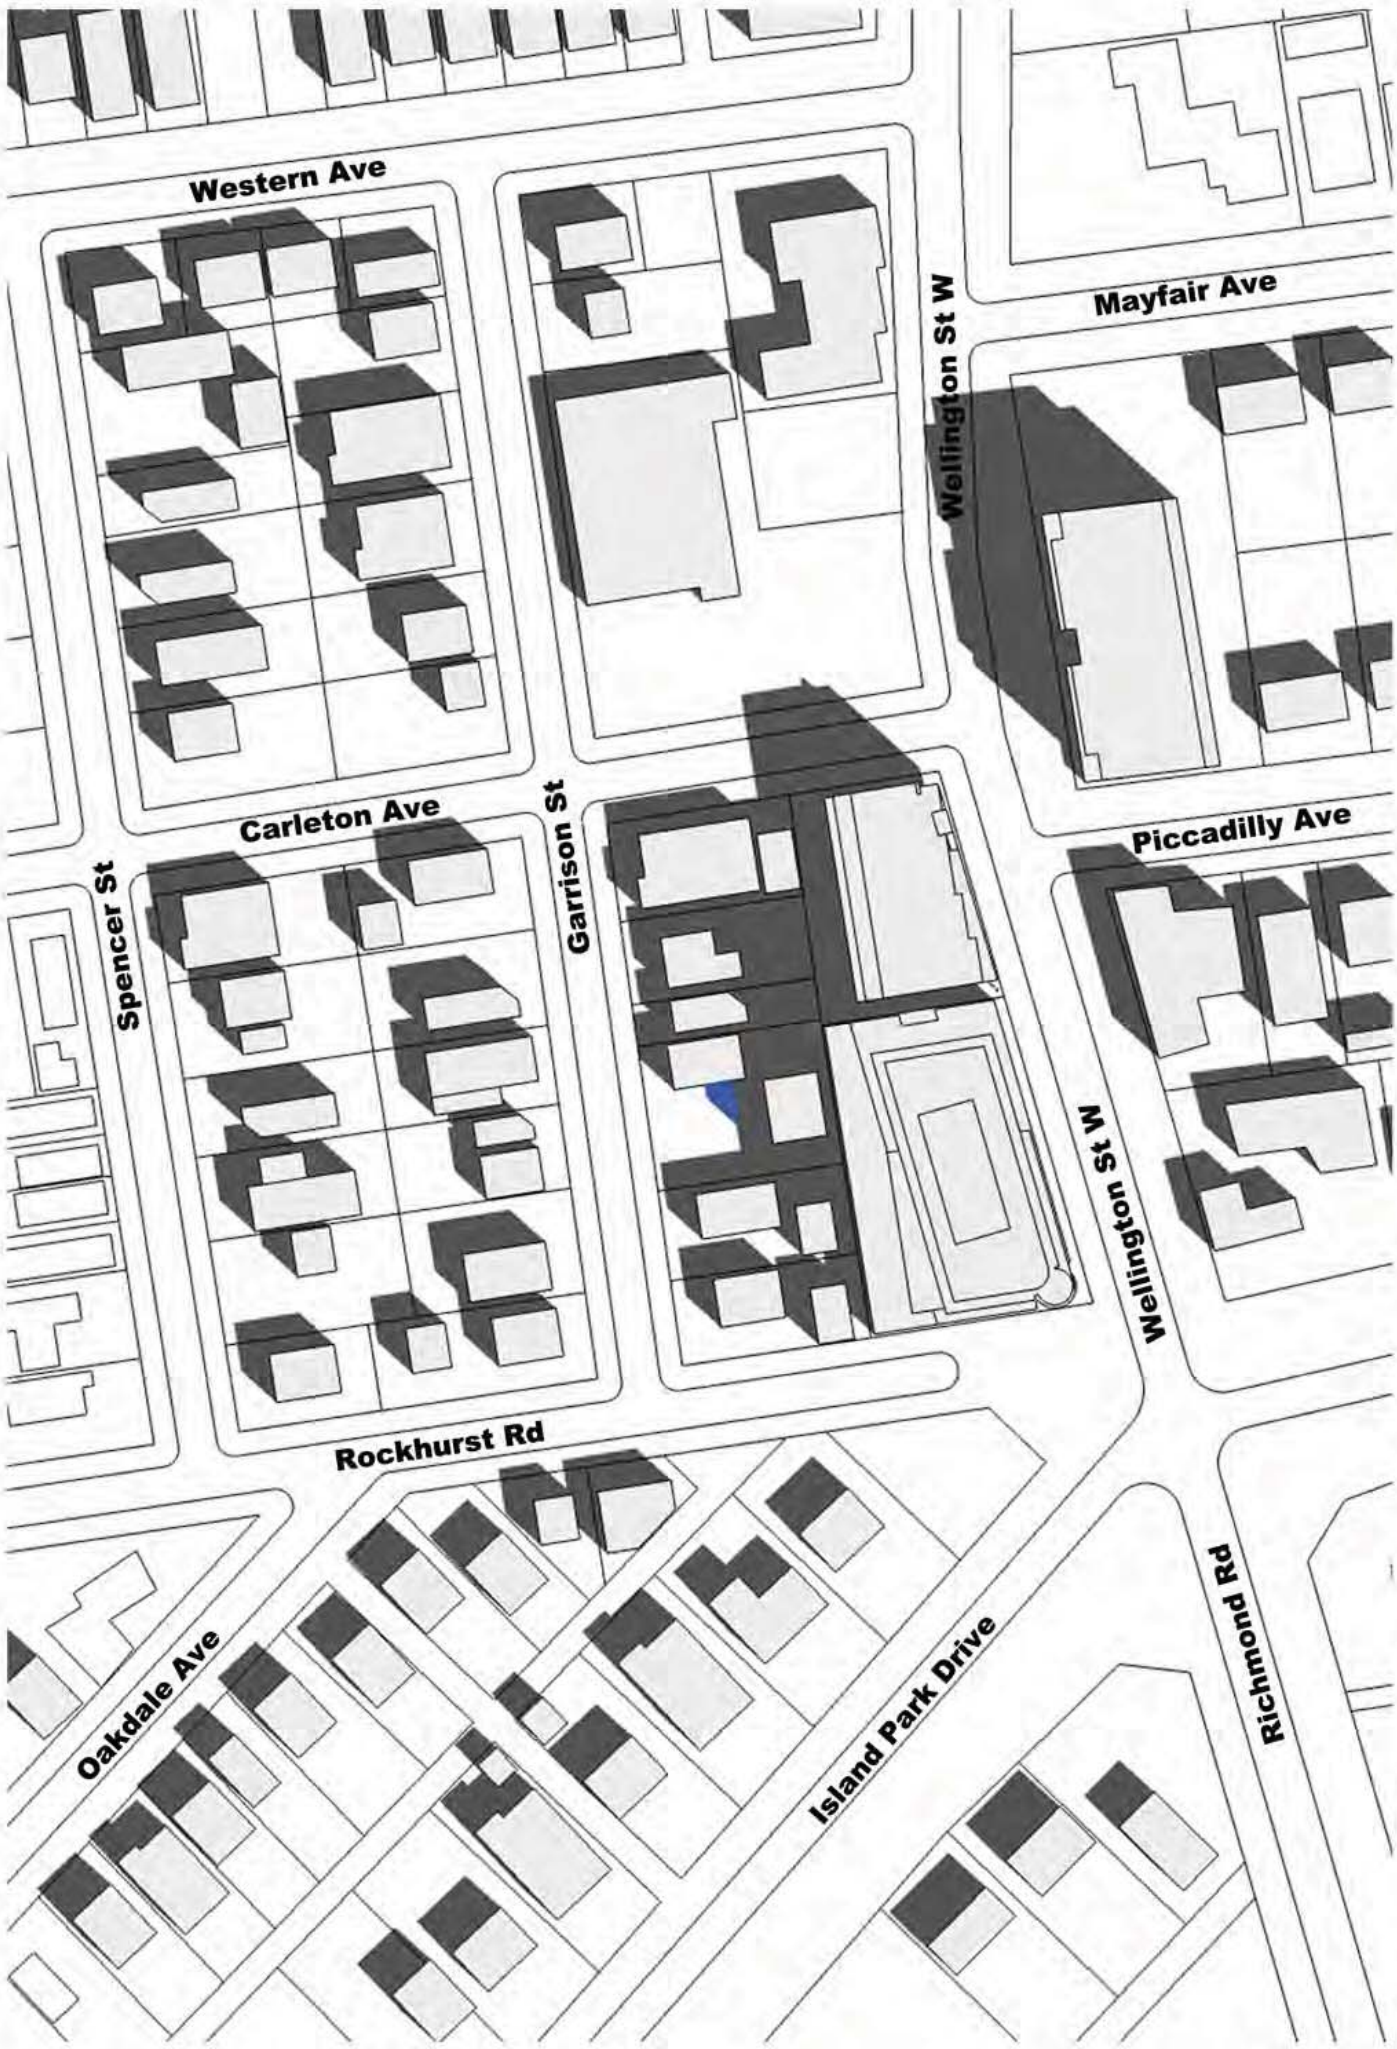 Western Ave
Mayfair Ave
Wellington St W
Carleton Ave
Garrison St
Piccadilly Ave
Spencer St
Wellington St W
Rockhurst Rd
Oakdale Ave
Island Park Drive
Richmond Rd